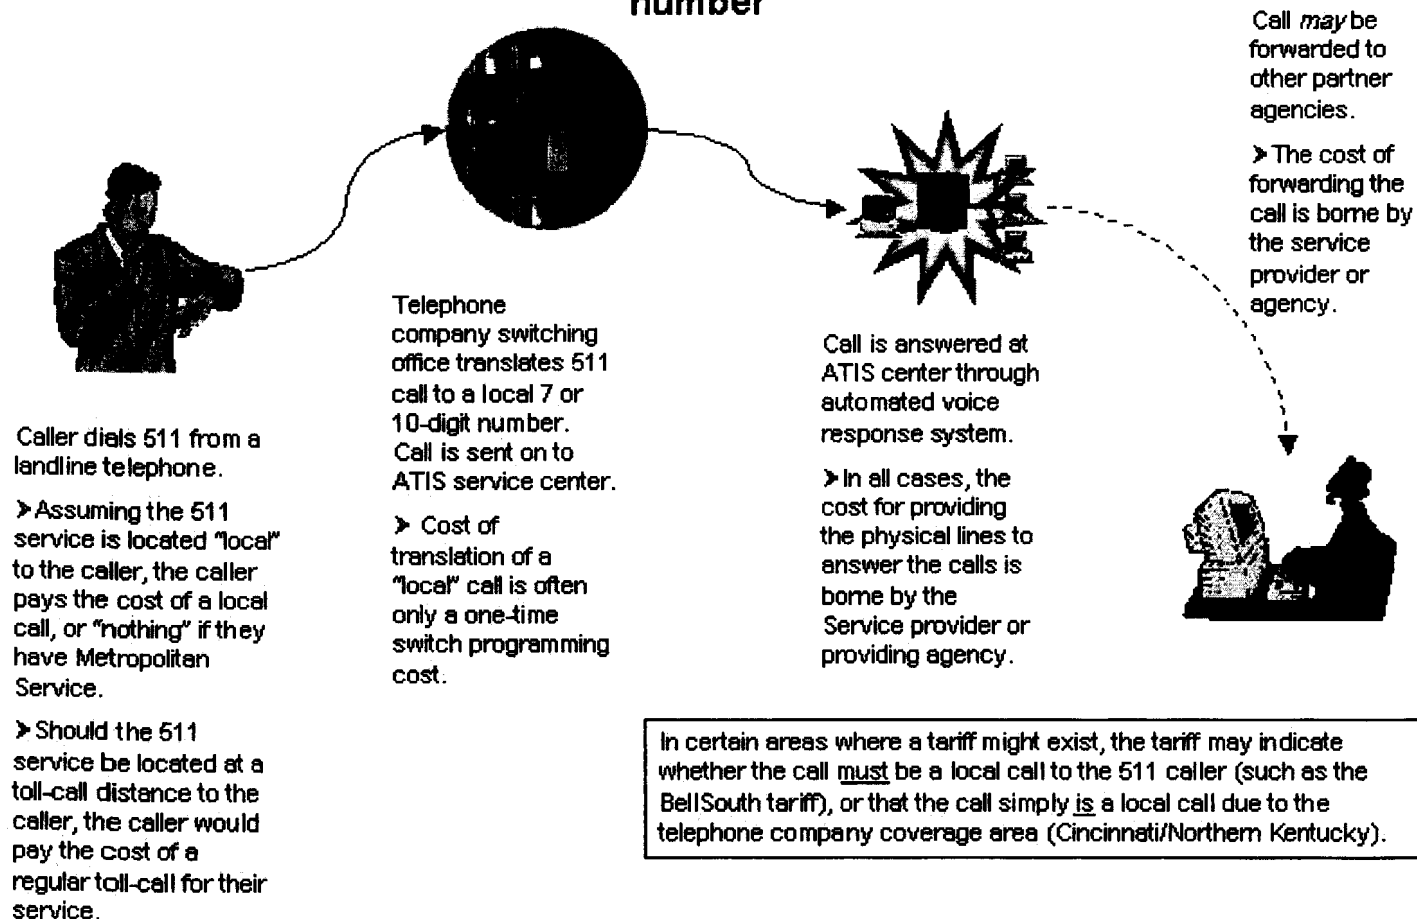 number
Caller dials 511 from a
landline telephone.
➤Assuming the 511
service is located "local"
to the caller, the caller
pays the cost of a local
call, or "nothing" if they
have Metropolitan
Service.
➤Should the 511
service be located at a
toll-call distance to the
caller, the caller would
pay the cost of a
regular toll-call for their
service.
Telephone
company switching
office translates 511
call to a local 7 or
10-digit number.
Call is sent on to
ATIS service center.
➤ Cost of
translation of a
"local" call is often
only a one-time
switch programming
cost.
Call is answered at
ATIS center through
automated voice
response system.
➤In all cases, the
cost for providing
the physical lines to
answer the calls is
borne by the
Service provider or
providing agency.
Call may be
forwarded to
other partner
agencies.
➤The cost of
forwarding the
call is borne by
the service
provider or
agency.
In certain areas where a tariff might exist, the tariff may indicate
whether the call must be a local call to the 511 caller (such as the
BellSouth tariff), or that the call simply is a local call due to the
telephone company coverage area (Cincinnati/Northern Kentucky).